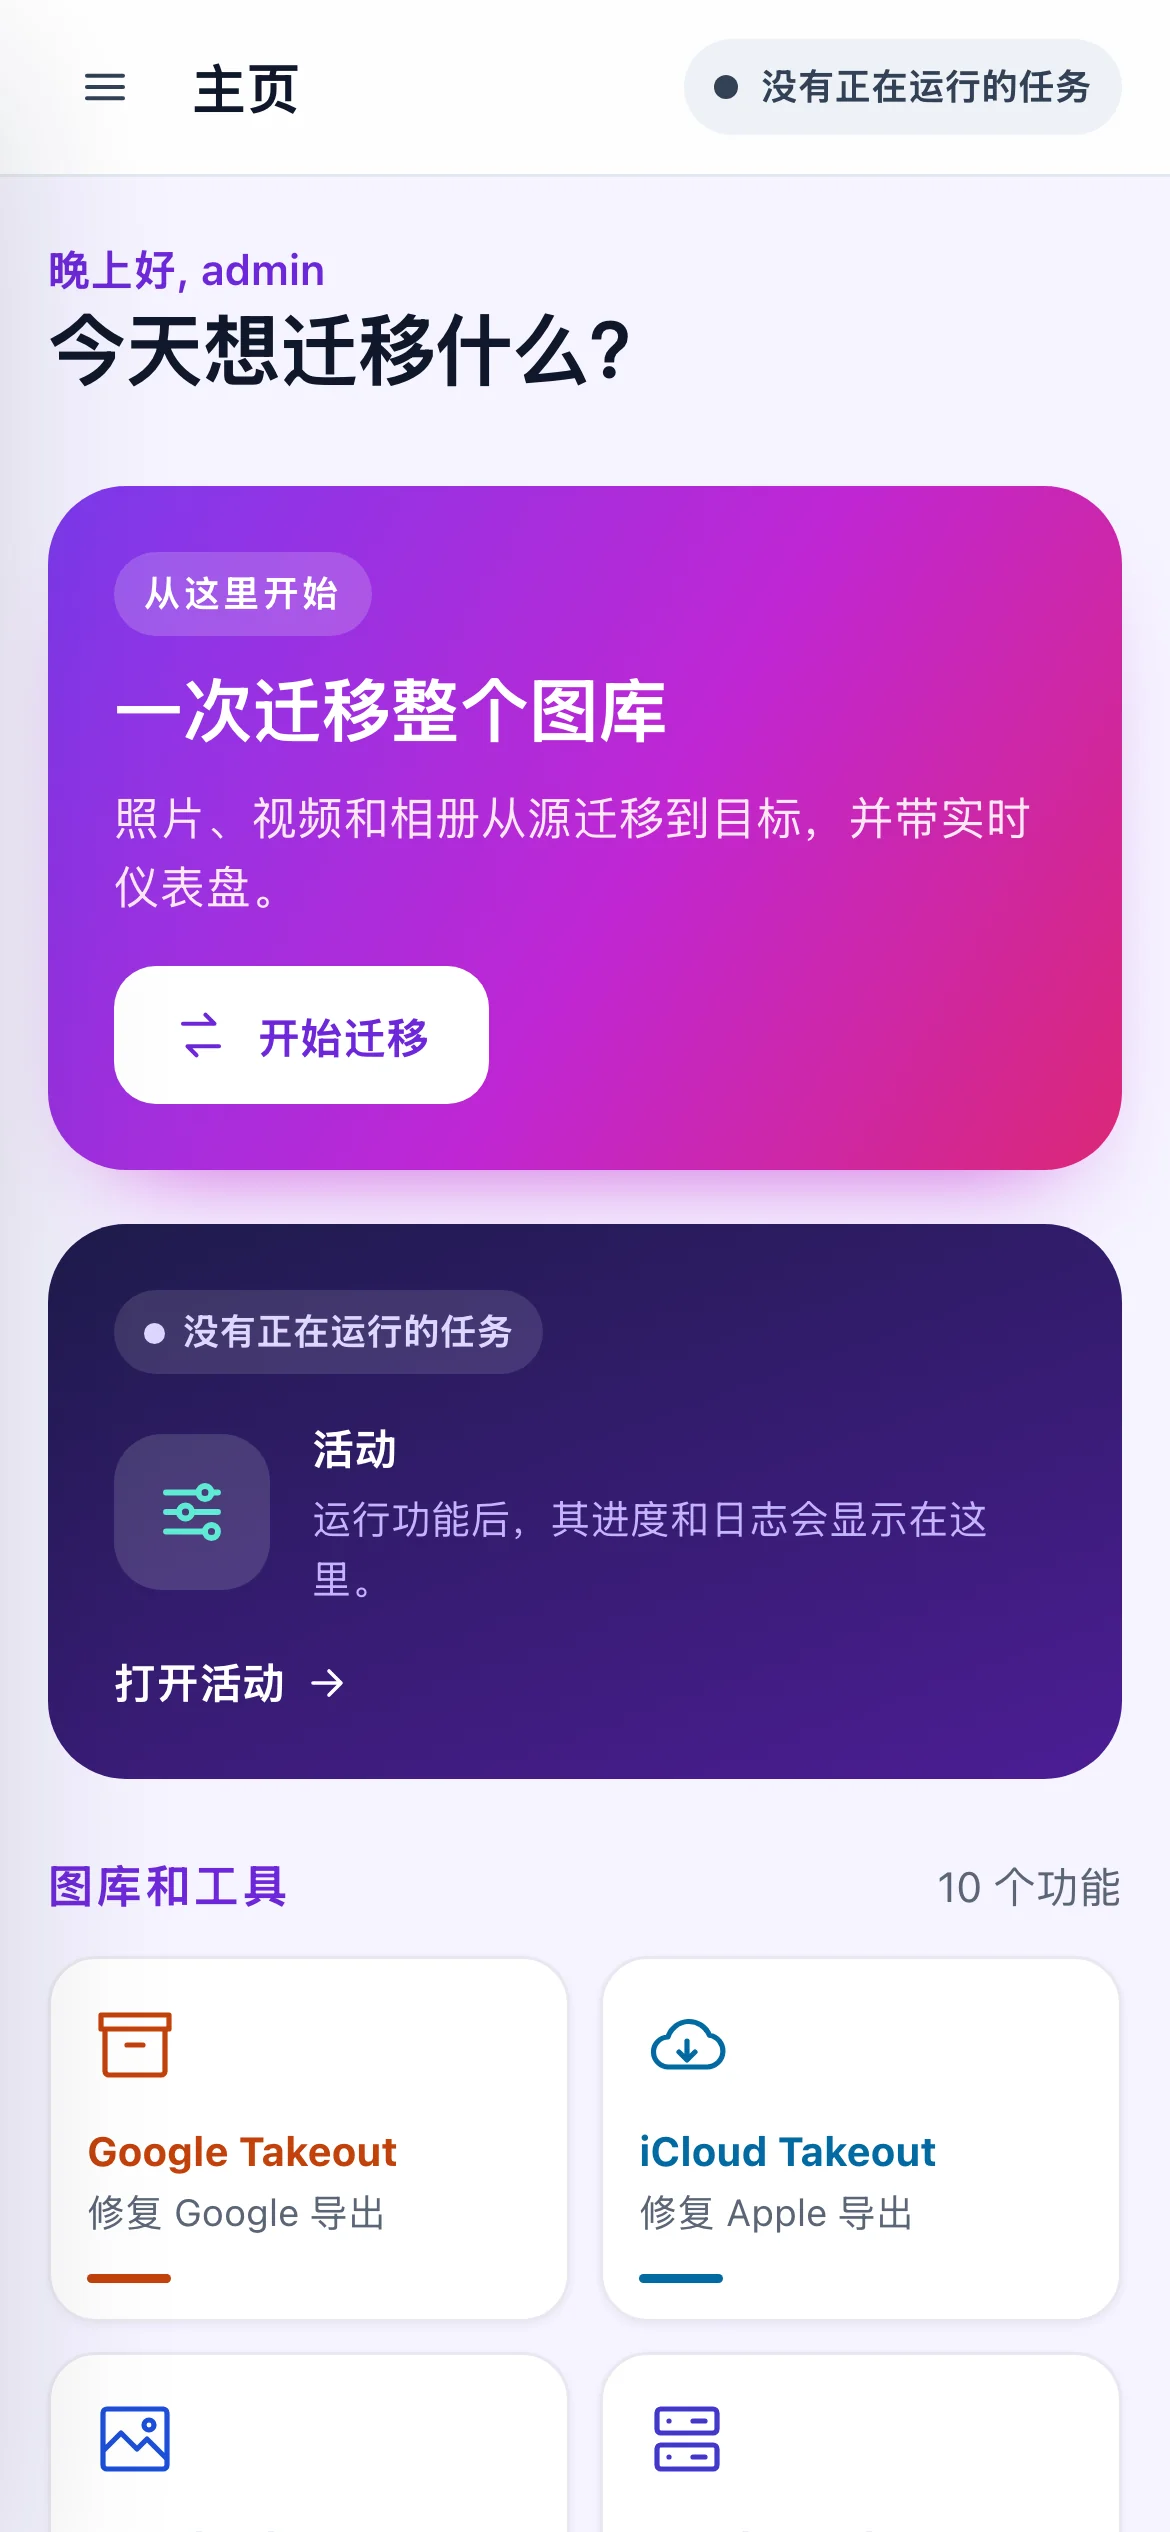 主页
没有正在运行的任务
晚上好, admin
今天想迁移什么?
从这里开始
一次迁移整个图库
照片、视频和相册从源迁移到目标，并带实时
仪表盘。
开始迁移
没有正在运行的任务
活动
运行功能后，其进度和日志会显示在这
里。
打开活动 →
图库和工具
10 个功能
Google Takeout
修复 Google 导出
iCloud Takeout
修复 Apple 导出